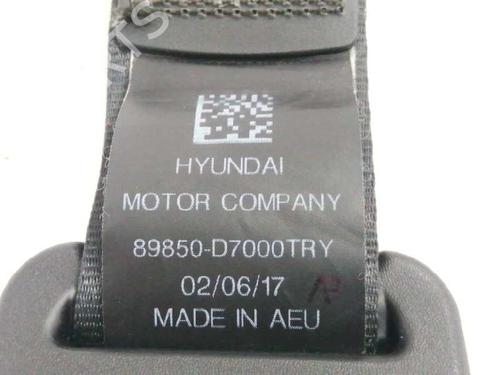 HYUNDAI
MOTOR COMPANY
89850-D7000TRY
02/06/17
MADE IN AEU